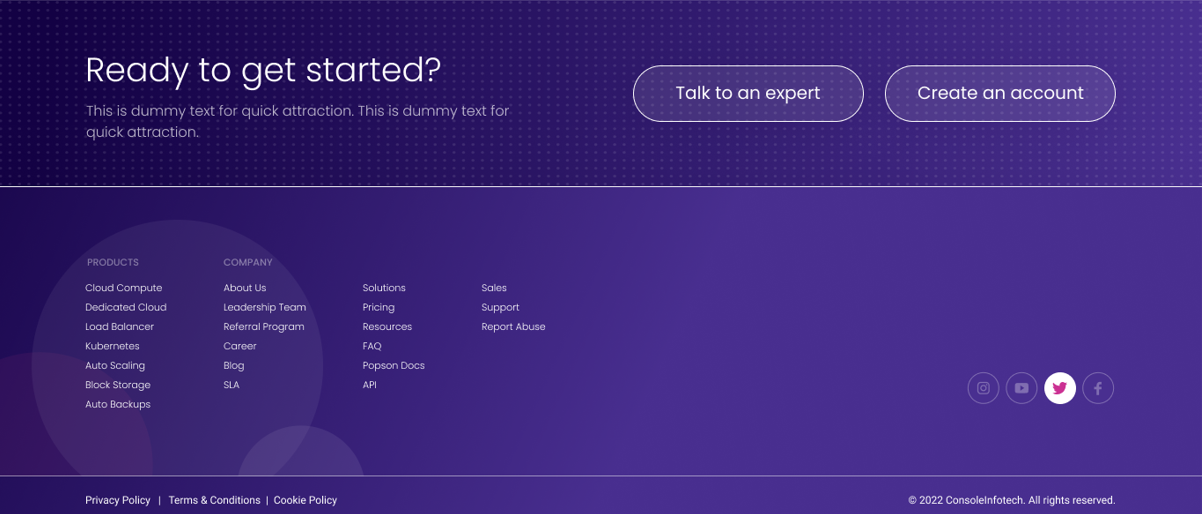 Ready to get started?
This is dummy text for quick attraction. This is dummy text for
quick attraction.
Talk to an expert
Create an account
PRODUCTS
Cloud Compute
Dedicated Cloud
Load Balancer
Kubernetes
Auto Scaling
Block Storage
Auto Backups
COMPANY
About Us
Leadership Team
Referral Program
Career
Blog
SLA
Solutions
Pricing
Resources
FAQ
Popson Docs
API
Sales
Support
Report Abuse
Privacy Policy | Terms & Conditions | Cookie Policy
© 2022 ConsoleInfotech. All rights reserved.